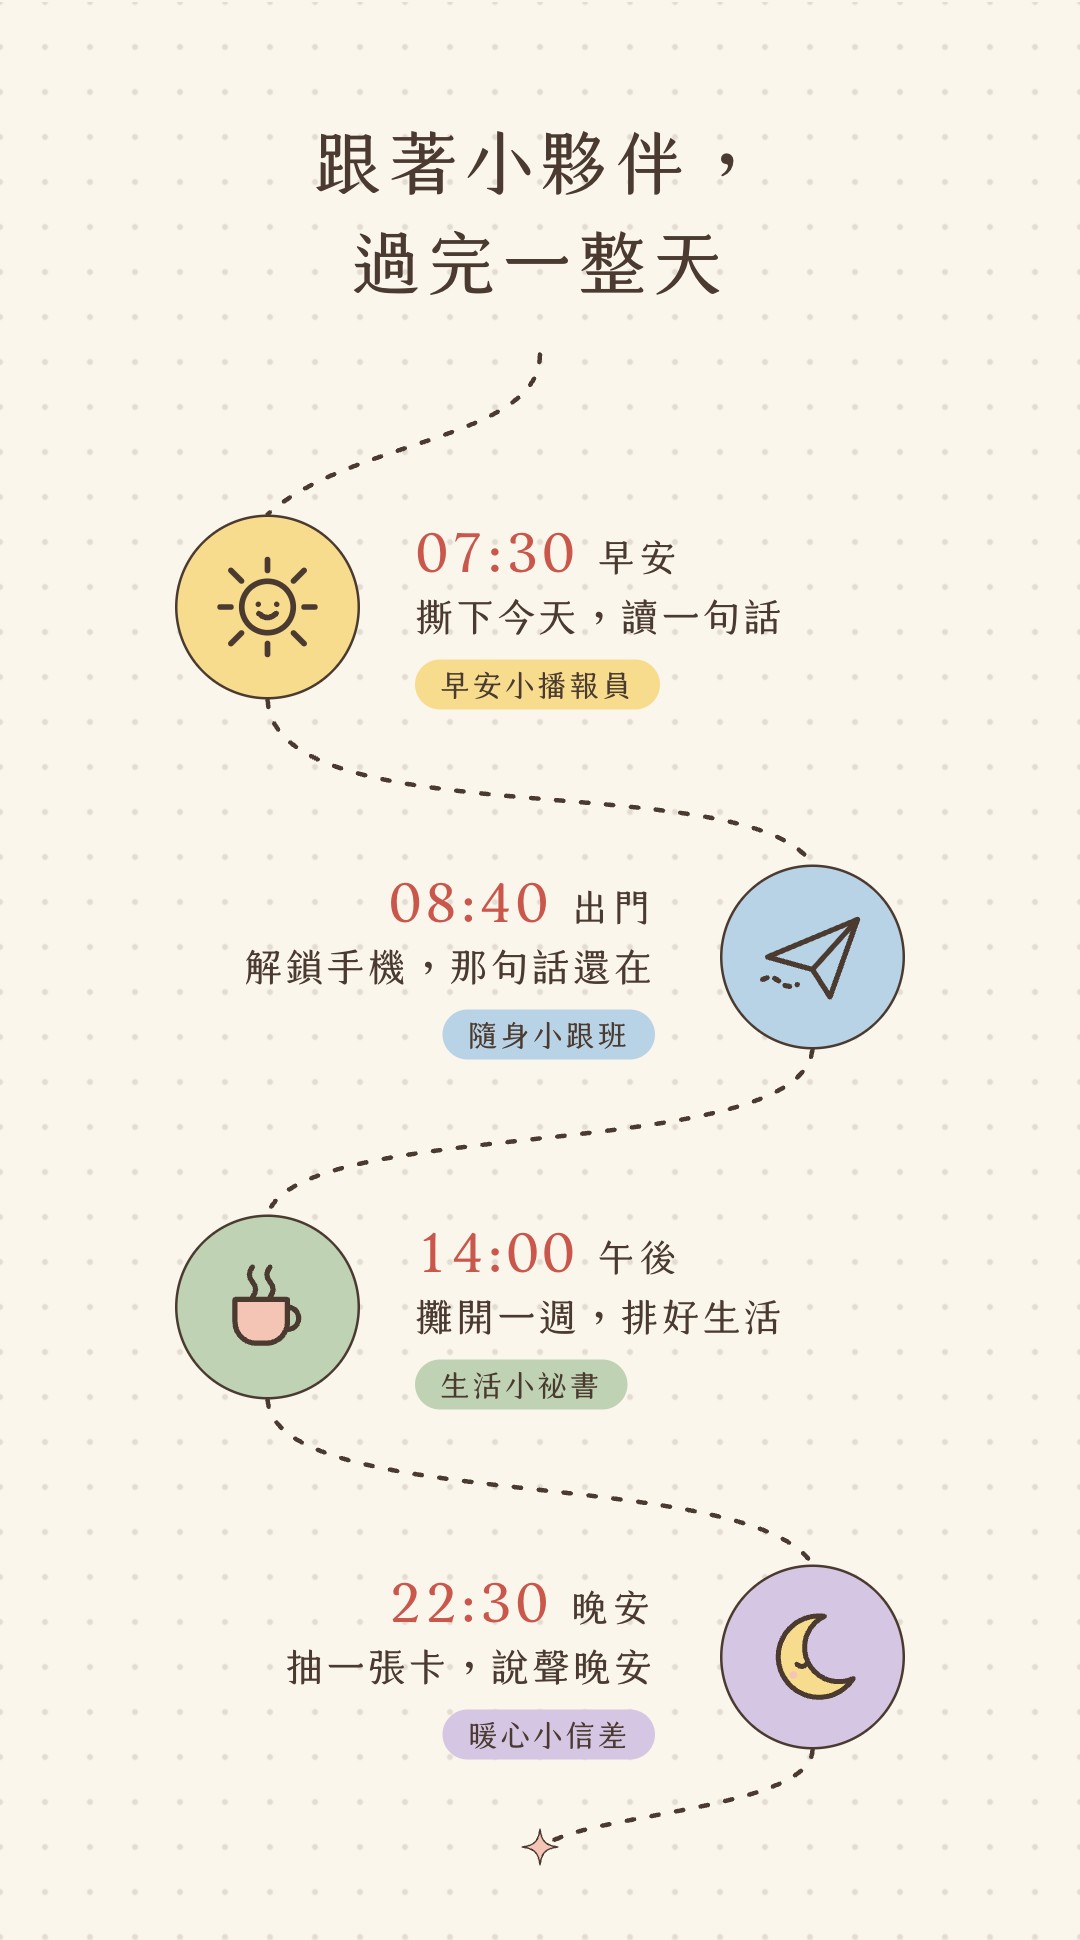 跟著小夥伴，
過完一整天
07:30 早安
撕下今天，讀一句話
早安小播報員
08:40 出門
解鎖手機，那句話還在
隨身小跟班
14:00 午後
攤開一週，排好生活
生活小祕書
22:30 晚安
抽一張卡，說聲晚安
暖心小信差